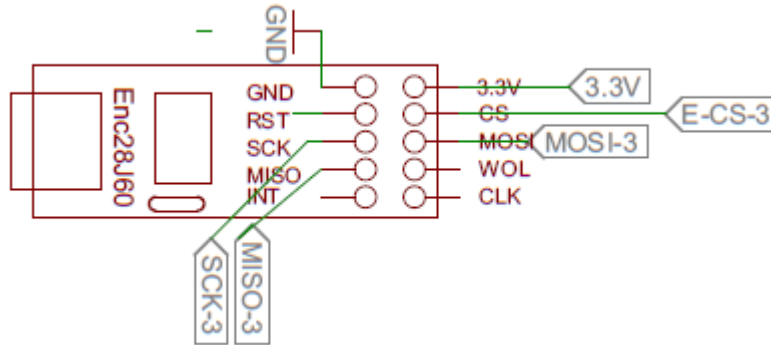 GND
GND
3.3V
3.3V
RST
CS
E-CS-3
SCK
MOSI
MOSI-3
MISO
WOL
INT
CLK
Enc28J60
SCK-3
MISO-3